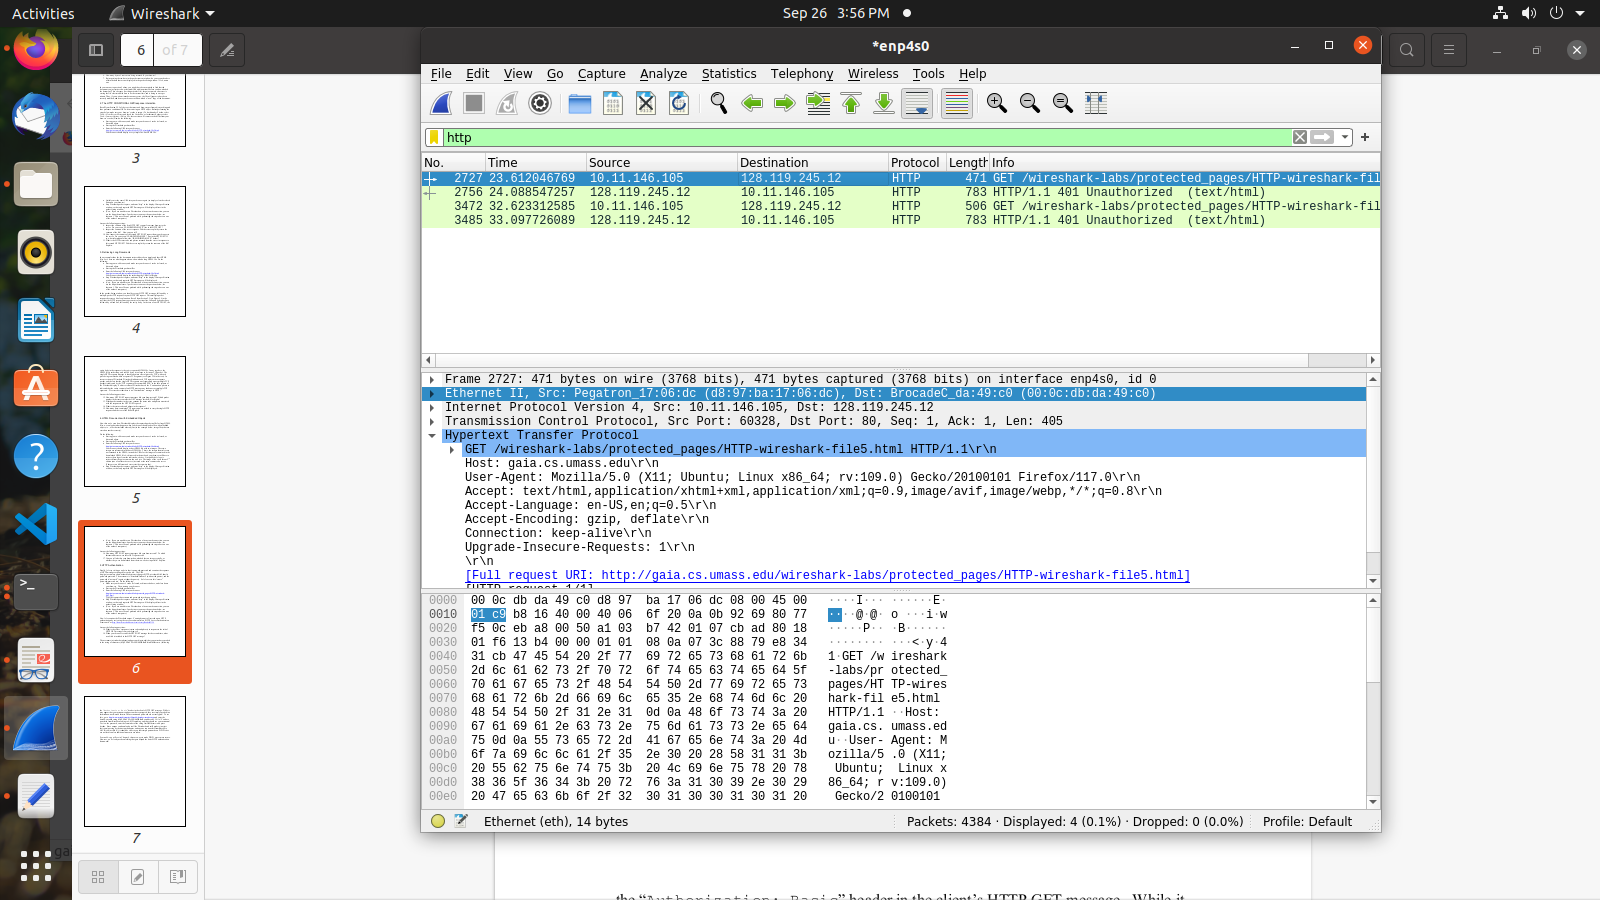 Activities
Wireshark
Sep 26 3:56 PM
6 of 7
*enp4s0
File Edit View Go Capture Analyze Statistics Telephony Wireless Tools Help
http
No. Time Source Destination Protocol Length Info
2727 23.612046769 10.11.146.105 128.119.245.12 HTTP 471 GET /wireshark-labs/protected_pages/HTTP-wireshark-fil
2756 24.088547257 128.119.245.12 10.11.146.105 HTTP 783 HTTP/1.1 401 Unauthorized (text/html)
3472 32.623312585 10.11.146.105 128.119.245.12 HTTP 506 GET /wireshark-labs/protected_pages/HTTP-wireshark-fil
3485 33.097726089 128.119.245.12 10.11.146.105 HTTP 783 HTTP/1.1 401 Unauthorized (text/html)
Frame 2727: 471 bytes on wire (3768 bits), 471 bytes captured (3768 bits) on interface enp4s0, id 0
Ethernet II, Src: Pegatron_17:06:dc (d8:97:ba:17:06:dc), Dst: BrocadeC_da:49:c0 (00:0c:db:da:49:c0)
Internet Protocol Version 4, Src: 10.11.146.105, Dst: 128.119.245.12
Transmission Control Protocol, Src Port: 60328, Dst Port: 80, Seq: 1, Ack: 1, Len: 405
Hypertext Transfer Protocol
GET /wireshark-labs/protected_pages/HTTP-wireshark-file5.html HTTP/1.1\r\n
Host: gaia.cs.umass.edu\r\n
User-Agent: Mozilla/5.0 (X11; Ubuntu; Linux x86_64; rv:109.0) Gecko/20100101 Firefox/117.0\r\n
Accept: text/html,application/xhtml+xml,application/xml;q=0.9,image/avif,image/webp,*/*;q=0.8\r\n
Accept-Language: en-US,en;q=0.5\r\n
Accept-Encoding: gzip, deflate\r\n
Connection: keep-alive\r\n
Upgrade-Insecure-Requests: 1\r\n
\r\n
[Full request URI: http://gaia.cs.umass.edu/wireshark-labs/protected_pages/HTTP-wireshark-file5.html]
[HTTP request 1/1]
0000 00 0c db da 49 c0 d8 97 ba 17 06 dc 08 00 45 00 ····I··· ······E·
0010 01 c9 b8 16 40 00 40 06 6f 20 0a 0b 92 69 80 77 ····@·@· o ···i·w
0020 f5 0c eb a8 00 50 a1 03 b7 42 01 07 cb ad 80 18 ·····P·· ·B······
0030 01 f6 13 b4 00 00 01 01 08 0a 07 3c 88 79 e8 34 ········ ···<·y·4
0040 31 cb 47 45 54 20 2f 77 69 72 65 73 68 61 72 6b 1·GET /w ireshark
0050 2d 6c 61 62 73 2f 70 72 6f 74 65 63 74 65 64 5f -labs/pr otected_
0060 70 61 67 65 73 2f 48 54 54 50 2d 77 69 72 65 73 pages/HT TP-wires
0070 68 61 72 6b 2d 66 69 6c 65 35 2e 68 74 6d 6c 20 hark-fil e5.html
0080 48 54 54 50 2f 31 2e 31 0d 0a 48 6f 73 74 3a 20 HTTP/1.1 ··Host:
0090 67 61 69 61 2e 63 73 2e 75 6d 61 73 73 2e 65 64 gaia.cs. umass.ed
00a0 75 0d 0a 55 73 65 72 2d 41 67 65 6e 74 3a 20 4d u··User- Agent: M
00b0 6f 7a 69 6c 6c 61 2f 35 2e 30 20 28 58 31 31 3b ozilla/5 .0 (X11;
00c0 20 55 62 75 6e 74 75 3b 20 4c 69 6e 75 78 20 78 Ubuntu; Linux x
00d0 38 36 5f 36 34 3b 20 72 76 3a 31 30 39 2e 30 29 86_64; r v:109.0)
00e0 20 47 65 63 6b 6f 2f 32 30 31 30 30 31 30 31 20 Gecko/2 0100101
Ethernet (eth), 14 bytes
Packets: 4384 · Displayed: 4 (0.1%) · Dropped: 0 (0.0%)
Profile: Default
3
4
5
6
7
ga
the “Authorization: Basic” header in the client’s HTTP GET message. While it